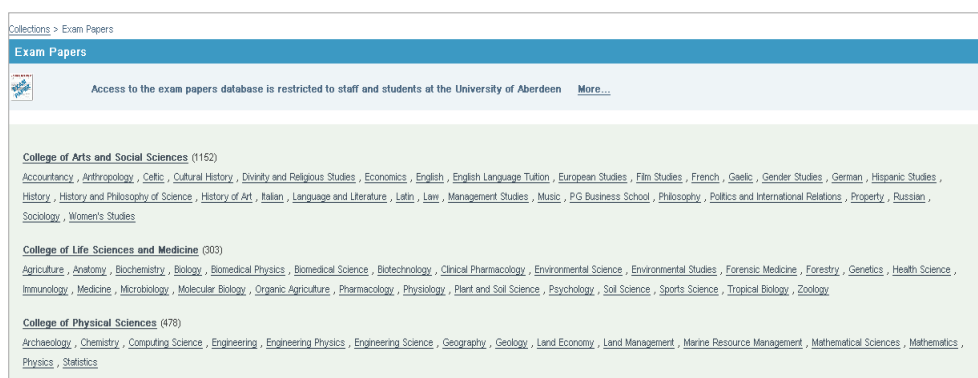 Collections > Exam Papers
Exam Papers
Access to the exam papers database is restricted to staff and students at the University of Aberdeen More...
College of Arts and Social Sciences (1152)
Accountancy , Anthropology , Celtic , Cultural History , Divinity and Religious Studies , Economics , English , English Language Tuition , European Studies , Film Studies , French , Gaelic , Gender Studies , German , Hispanic Studies ,
History , History and Philosophy of Science , History of Art , Italian , Language and Literature , Latin , Law , Management Studies , Music , PG Business School , Philosophy , Politics and International Relations , Property , Russian ,
Sociology , Women's Studies
College of Life Sciences and Medicine (303)
Agriculture , Anatomy , Biochemistry , Biology , Biomedical Physics , Biomedical Science , Biotechnology , Clinical Pharmacology , Environmental Science , Environmental Studies , Forensic Medicine , Forestry , Genetics , Health Science ,
Immunology , Medicine , Microbiology , Molecular Biology , Organic Agriculture , Pharmacology , Physiology , Plant and Soil Science , Psychology , Soil Science , Sports Science , Tropical Biology , Zoology
College of Physical Sciences (478)
Archaeology , Chemistry , Computing Science , Engineering , Engineering Physics , Engineering Science , Geography , Geology , Land Economy , Land Management , Marine Resource Management , Mathematical Sciences , Mathematics ,
Physics , Statistics